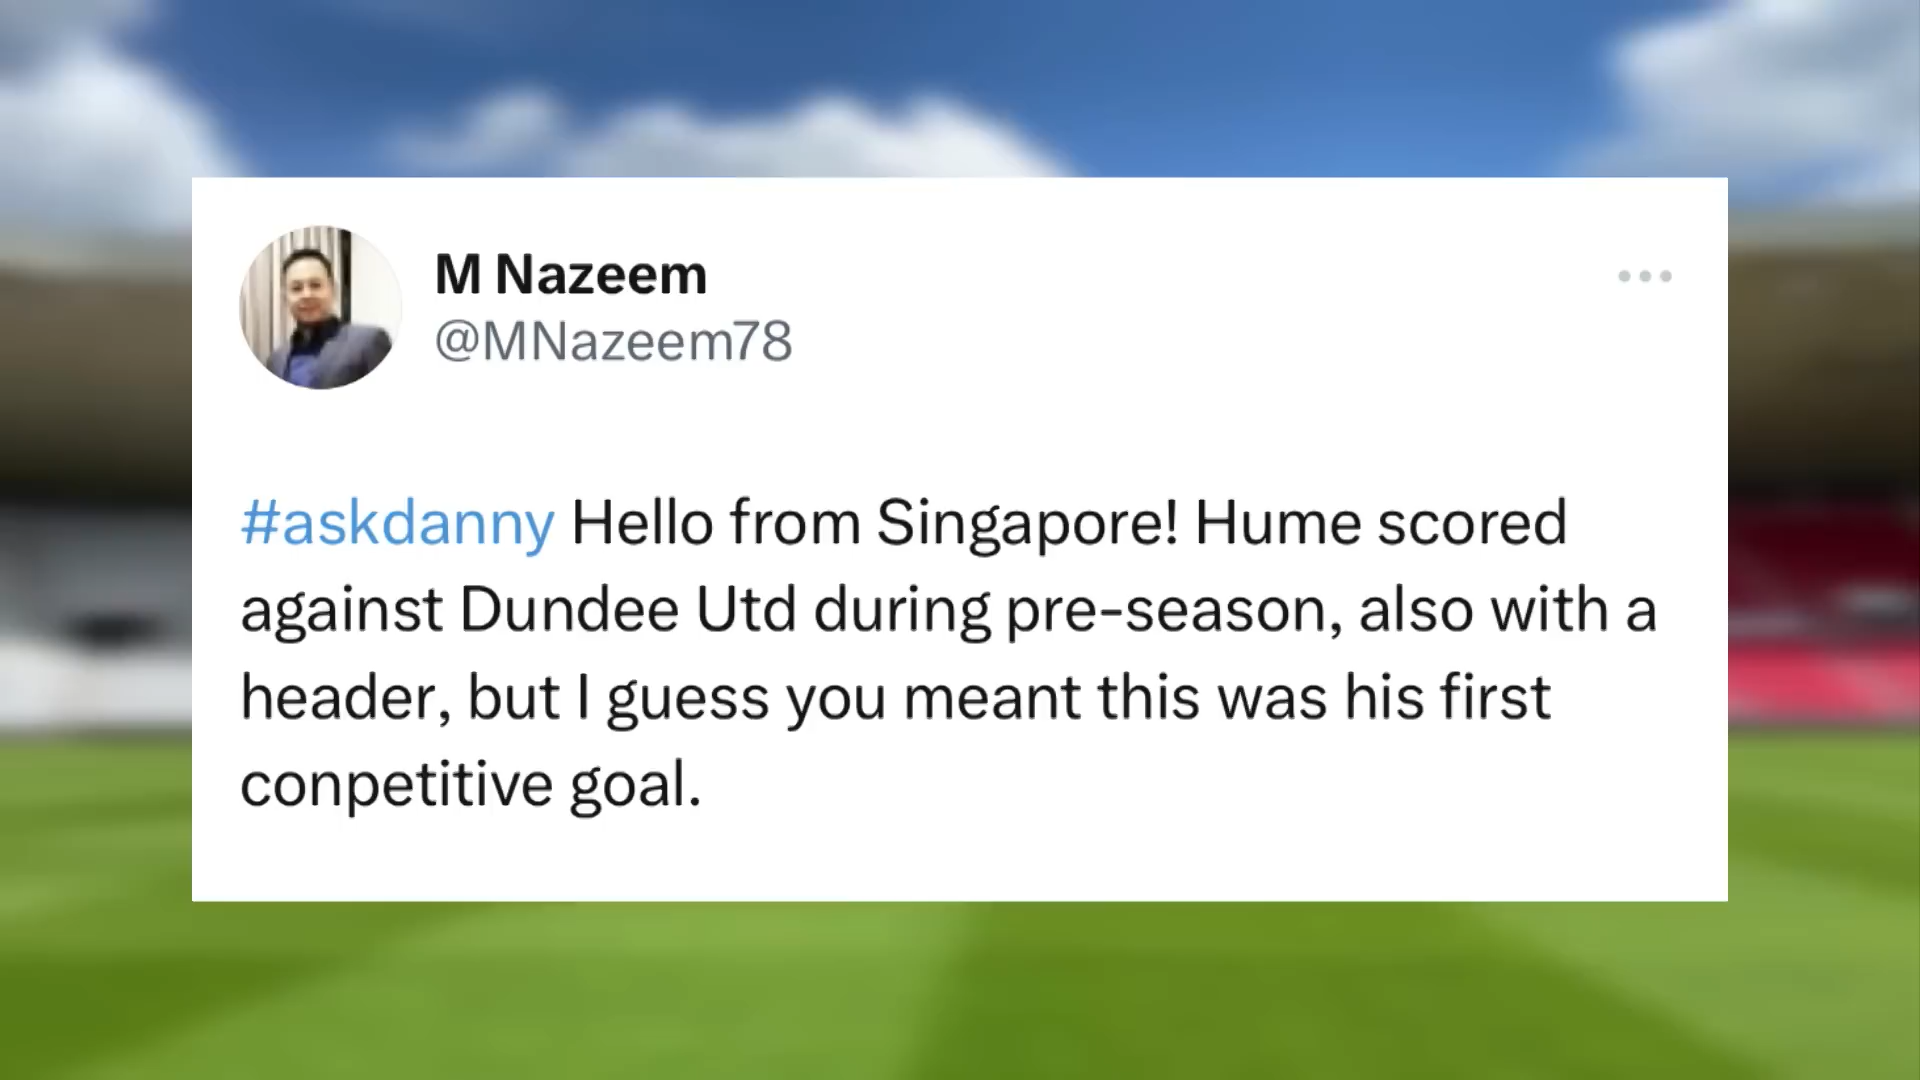 M Nazeem
@MNazeem78
#askdanny Hello from Singapore! Hume scored
against Dundee Utd during pre-season, also with a
header, but I guess you meant this was his first
conpetitive goal.